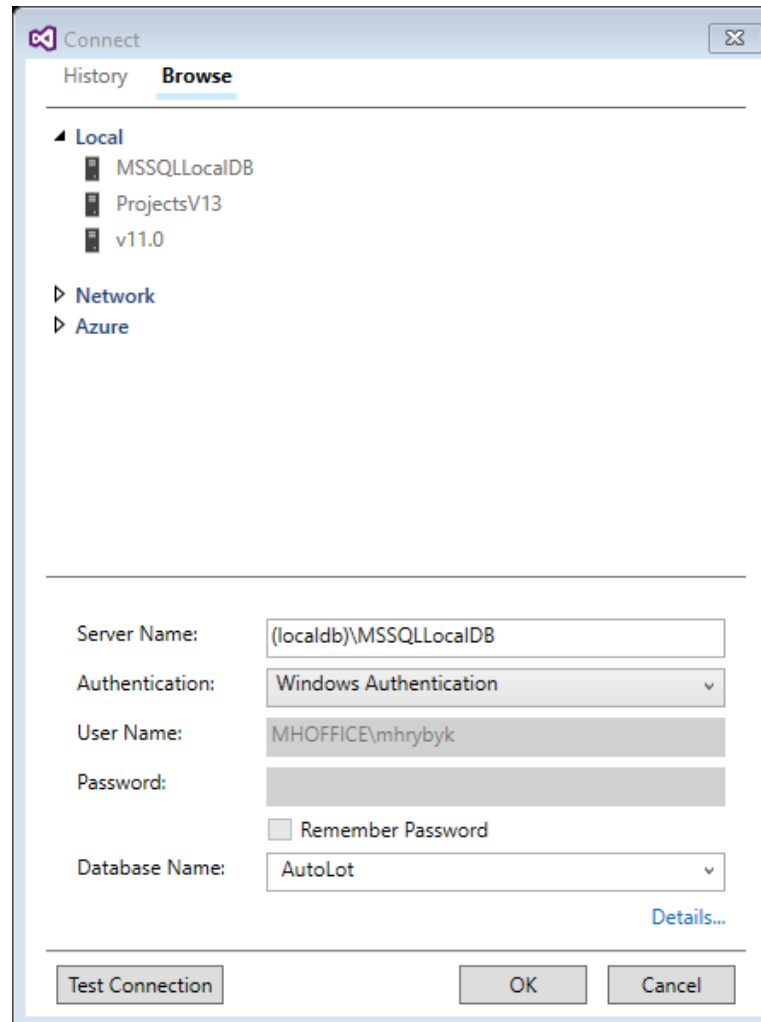 Connect
History Browse
Local
MSSQLLocalDB
ProjectsV13
v11.0
Network
Azure
Server Name: (localdb)\MSSQLLocalDB
Authentication: Windows Authentication
User Name: MHOFFICE\mhrybyk
Password:
Remember Password
Database Name: AutoLot
Details...
Test Connection OK Cancel